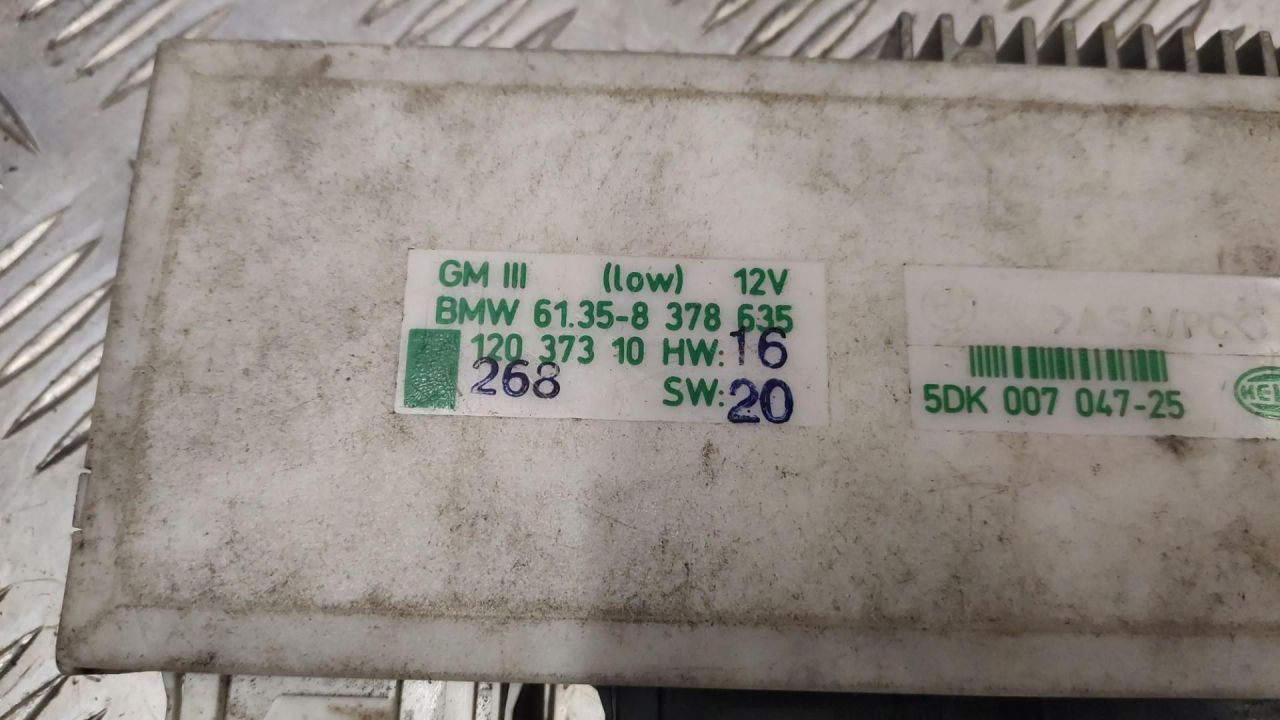 GM III (low) 12V
BMW 61.35-8 378 635
120 373 10 HW: 16
268 SW: 20
5DK 007 047-25